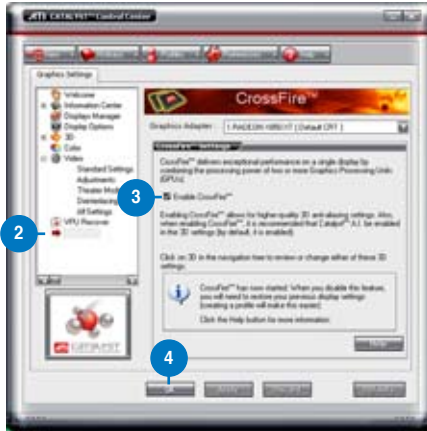 ATI CATALYST™ Control Center
Graphics Settings
Welcome
Information Center
Displays Manager
Display Options
3D
Color
Video
Standard Settings
Adjustments
Theater Mode
Deinterlacing
All Settings
VPU Recover
CrossFire™
Graphics Adapter:
1. RADEON X850 XT [ Default CRT ]
CrossFire™ Settings
CrossFire™ delivers exceptional performance on a single display by
combining the processing power of two or more Graphics Processing Units
(GPUs).
3
Enable CrossFire™
Enabling CrossFire™ allows for higher-quality 3D anti-aliasing settings. Also,
when enabling CrossFire™, it is recommended that Catalyst™ A.I. be enabled
in the 3D settings (by default, it is enabled).
2
Click on 3D in the navigation tree to review or change either of these 3D
settings.
CrossFire™ has now started. When you disable this feature,
you will need to restore your previous display settings
(creating a profile will make this easier).
Click the Help button for more information.
CATALYST
4